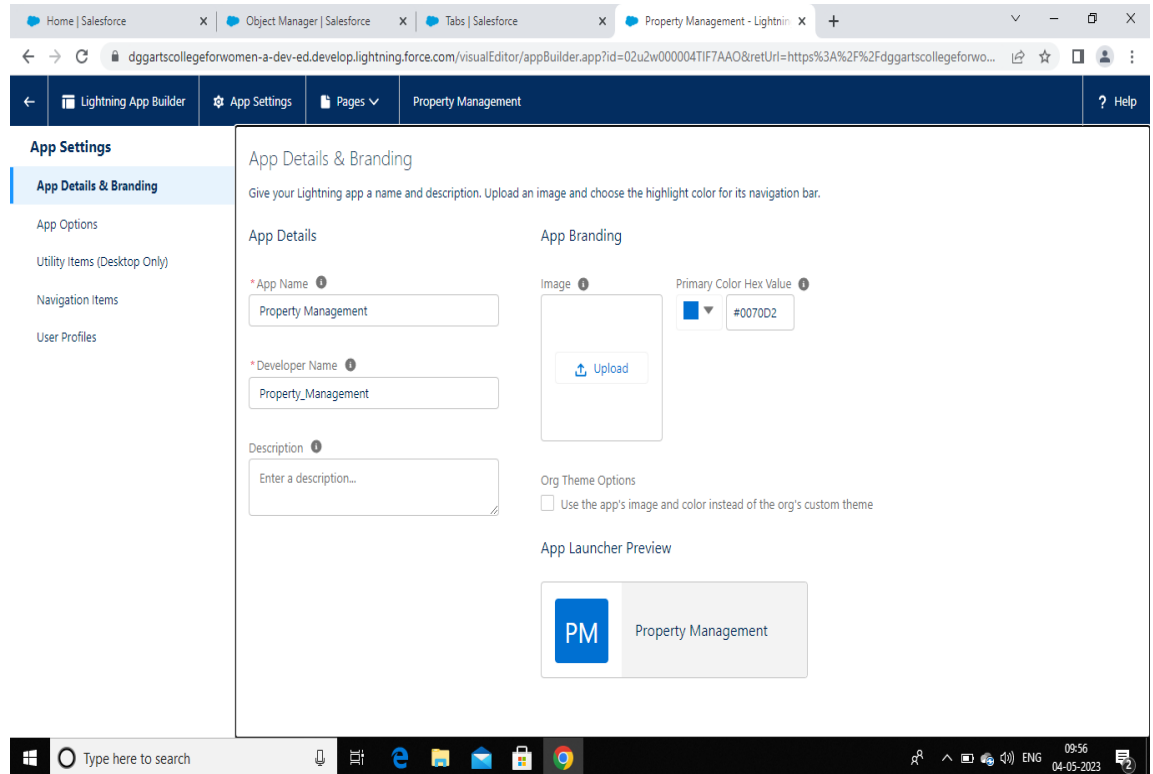 Home | Salesforce
Object Manager | Salesforce
Tabs | Salesforce
Property Management - Lightnin
dggartscollegeforwomen-a-dev-ed.develop.lightning.force.com/visualEditor/appBuilder.app?id=02u2w000004TIF7AAO&retUrl=https%3A%2F%2Fdggartscollegeforwo...
Lightning App Builder
App Settings
Pages
Property Management
? Help
App Settings
App Details & Branding
App Options
Utility Items (Desktop Only)
Navigation Items
User Profiles
App Details & Branding
Give your Lightning app a name and description. Upload an image and choose the highlight color for its navigation bar.
App Details
*App Name
Property Management
*Developer Name
Property_Management
Description
Enter a description...
App Branding
Image
Upload
Primary Color Hex Value
#0070D2
Org Theme Options
Use the app's image and color instead of the org's custom theme
App Launcher Preview
PM
Property Management
Type here to search
ENG
09:56
04-05-2023
2